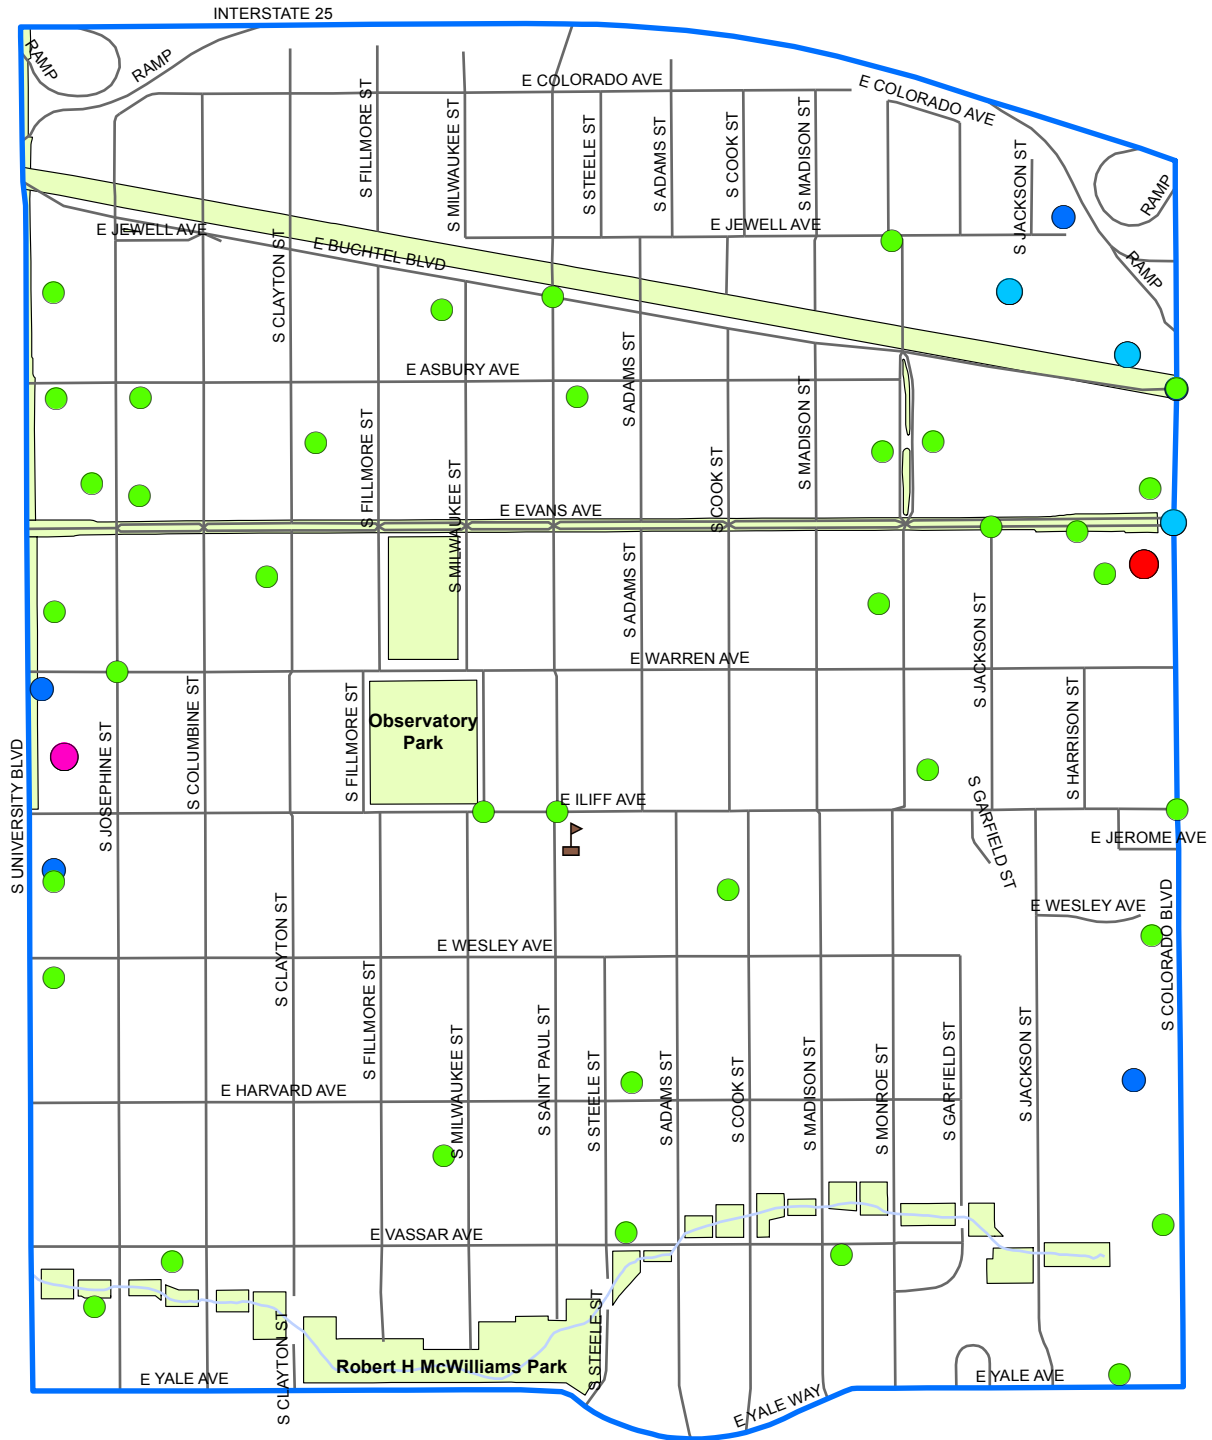 INTERSTATE 25
RAMP
RAMP
E COLORADO AVE
E COLORADO AVE
S FILLMORE ST
S MILWAUKEE ST
S STEELE ST
S ADAMS ST
S COOK ST
S MADISON ST
S JACKSON ST
RAMP
E JEWELL AVE
E JEWELL AVE
S CLAYTON ST
E BUCHTEL BLVD
RAMP
E ASBURY AVE
S ADAMS ST
S MADISON ST
S FILLMORE ST
S MILWAUKEE ST
S COOK ST
E EVANS AVE
S ADAMS ST
S JACKSON ST
E WARREN AVE
S JOSEPHINE ST
S COLUMBINE ST
S FILLMORE ST
Observatory
Park
S HARRISON ST
S UNIVERSITY BLVD
E ILIFF AVE
S GARFIELD ST
E JEROME AVE
S CLAYTON ST
E WESLEY AVE
E WESLEY AVE
S COLORADO BLVD
S FILLMORE ST
S MILWAUKEE ST
S SAINT PAUL ST
S STEELE ST
S ADAMS ST
S COOK ST
S MADISON ST
S MONROE ST
S GARFIELD ST
S JACKSON ST
E HARVARD AVE
E VASSAR AVE
S CLAYTON ST
S STEELE ST
Robert H McWilliams Park
E YALE AVE
E YALE AVE
E YALE WAY